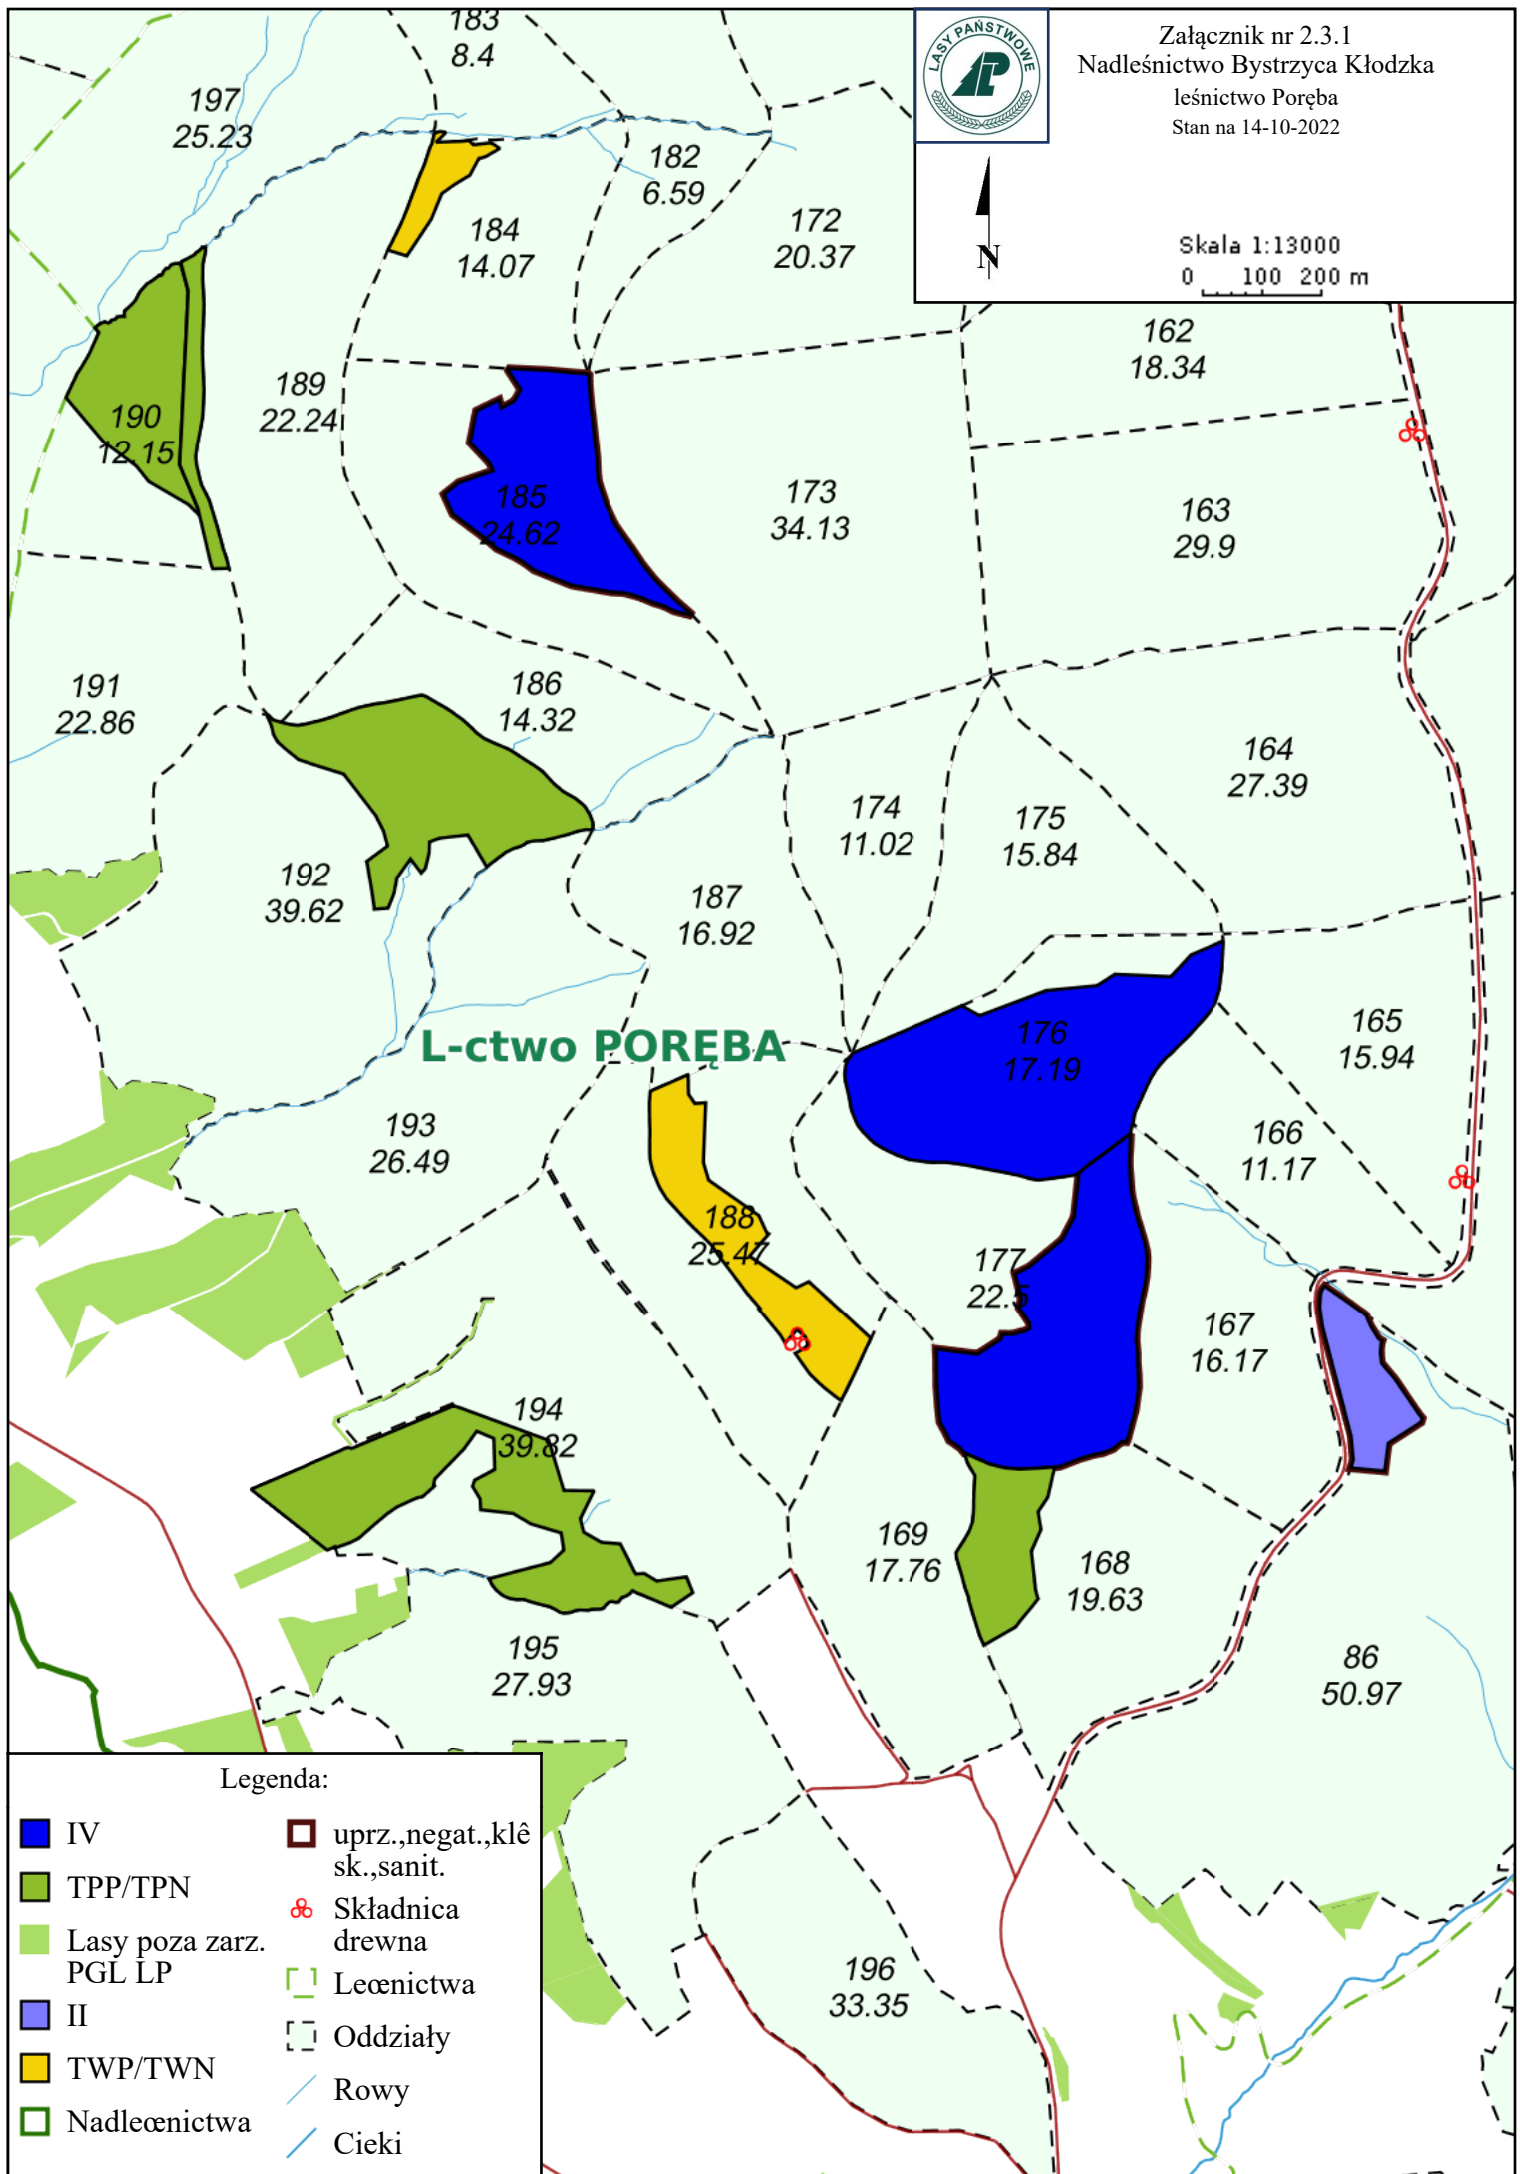 183
8.4
LASY PAŃSTWOWE
LP
Załącznik nr 2.3.1
Nadleśnictwo Bystrzyca Kłodzka
leśnictwo Poręba
Stan na 14-10-2022
N
Skala 1:13000
0 100 200 m
197
25.23
182
6.59
184
14.07
172
20.37
162
18.34
189
22.24
190
12.15
185
24.62
173
34.13
163
29.9
191
22.86
186
14.32
164
27.39
174
11.02
175
15.84
192
39.62
187
16.92
176
17.19
165
15.94
L-ctwo PORĘBA
193
26.49
166
11.17
188
25.47
177
22.5
167
16.17
194
39.82
169
17.76
168
19.63
195
27.93
86
50.97
196
33.35
Legenda:
IV
TPP/TPN
Lasy poza zarz.
PGL LP
II
TWP/TWN
Nadleœnictwa
uprz.,negat.,klê
sk.,sanit.
Składnica
drewna
Leœnictwa
Oddziały
Rowy
Cieki